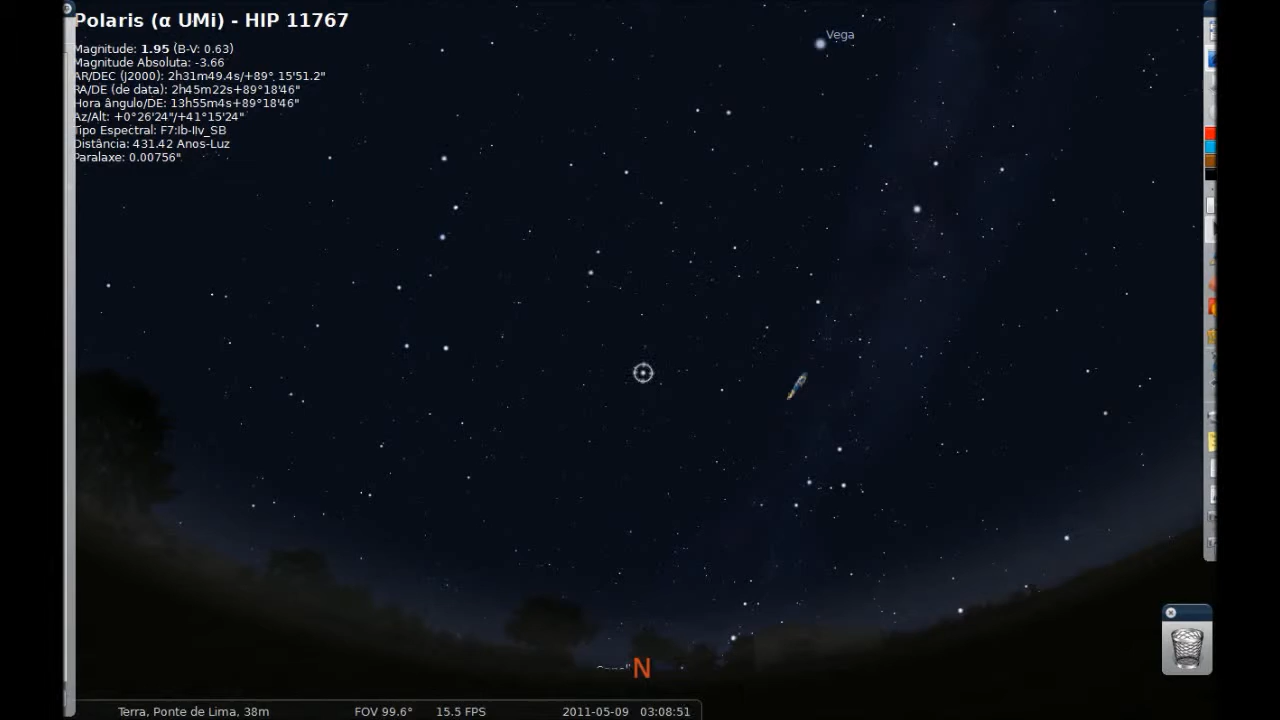 Polaris (α UMi) - HIP 11767
Magnitude: 1.95 (B-V: 0.63)
Magnitude Absoluta: -3.66
AR/DEC (J2000): 2h31m49.4s/+89° 15'51.2"
RA/DE (de data): 2h45m22s+89°18'46"
Hora ângulo/DE: 13h55m4s+89°18'46"
Az/Alt: +0°26'24"/+41°15'24"
Tipo Espectral: F7:Ib-IIv_SB
Distância: 431.42 Anos-Luz
Paralaxe: 0.00756"
Vega
N
Terra, Ponte de Lima, 38m FOV 99.6° 15.5 FPS 2011-05-09 03:08:51